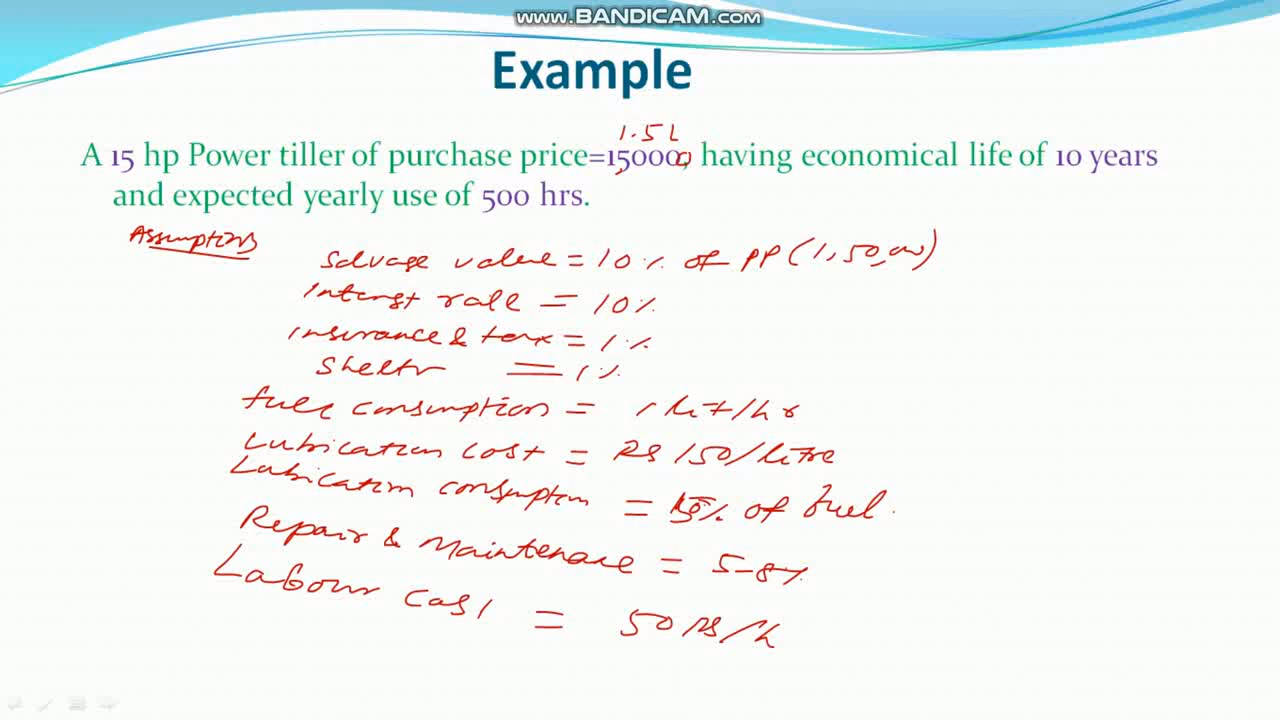 www.BANDICAM.com
Example
1.5 L
A 15 hp Power tiller of purchase price=15,0000, having economical life of 10 years
and expected yearly use of 500 hrs.
Assumptions
Salvage value = 10 % of PP (1,50,000)
Interest rate = 10 %
Insurance & tax = 1 %
Shelter = 1 %
fuel consumption = 1 lit/hr
Lubrication cost = RS 150/litre
Lubrication consumption = % of fuel.
Repair & Maintenance = 5-8%
Labour cost = 50 RS/h